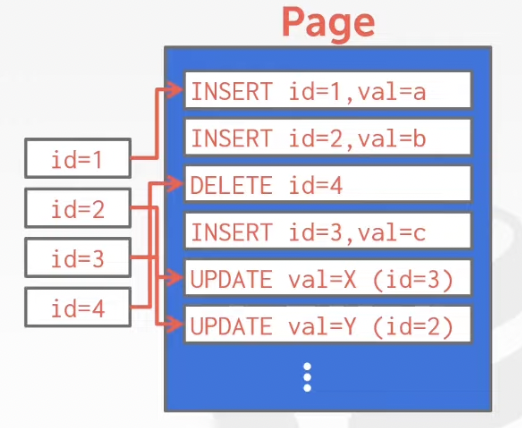 Page
INSERT id=1,val=a
INSERT id=2,val=b
DELETE id=4
INSERT id=3,val=c
UPDATE val=X (id=3)
UPDATE val=Y (id=2)
id=1
id=2
id=3
id=4